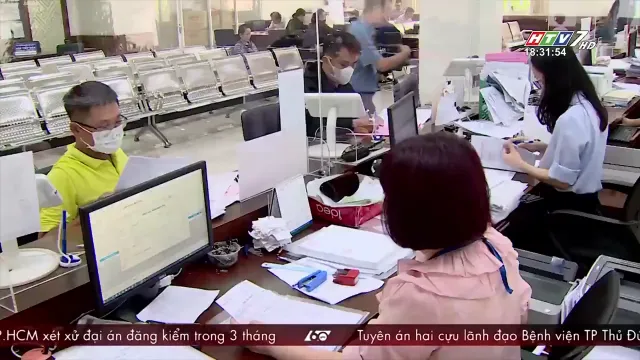 HTV7 HD
18:31:54
P.HCM xét xử đại án đăng kiểm trong 3 tháng
Tuyên án hai cựu lãnh đạo Bệnh viện TP Thủ Đ